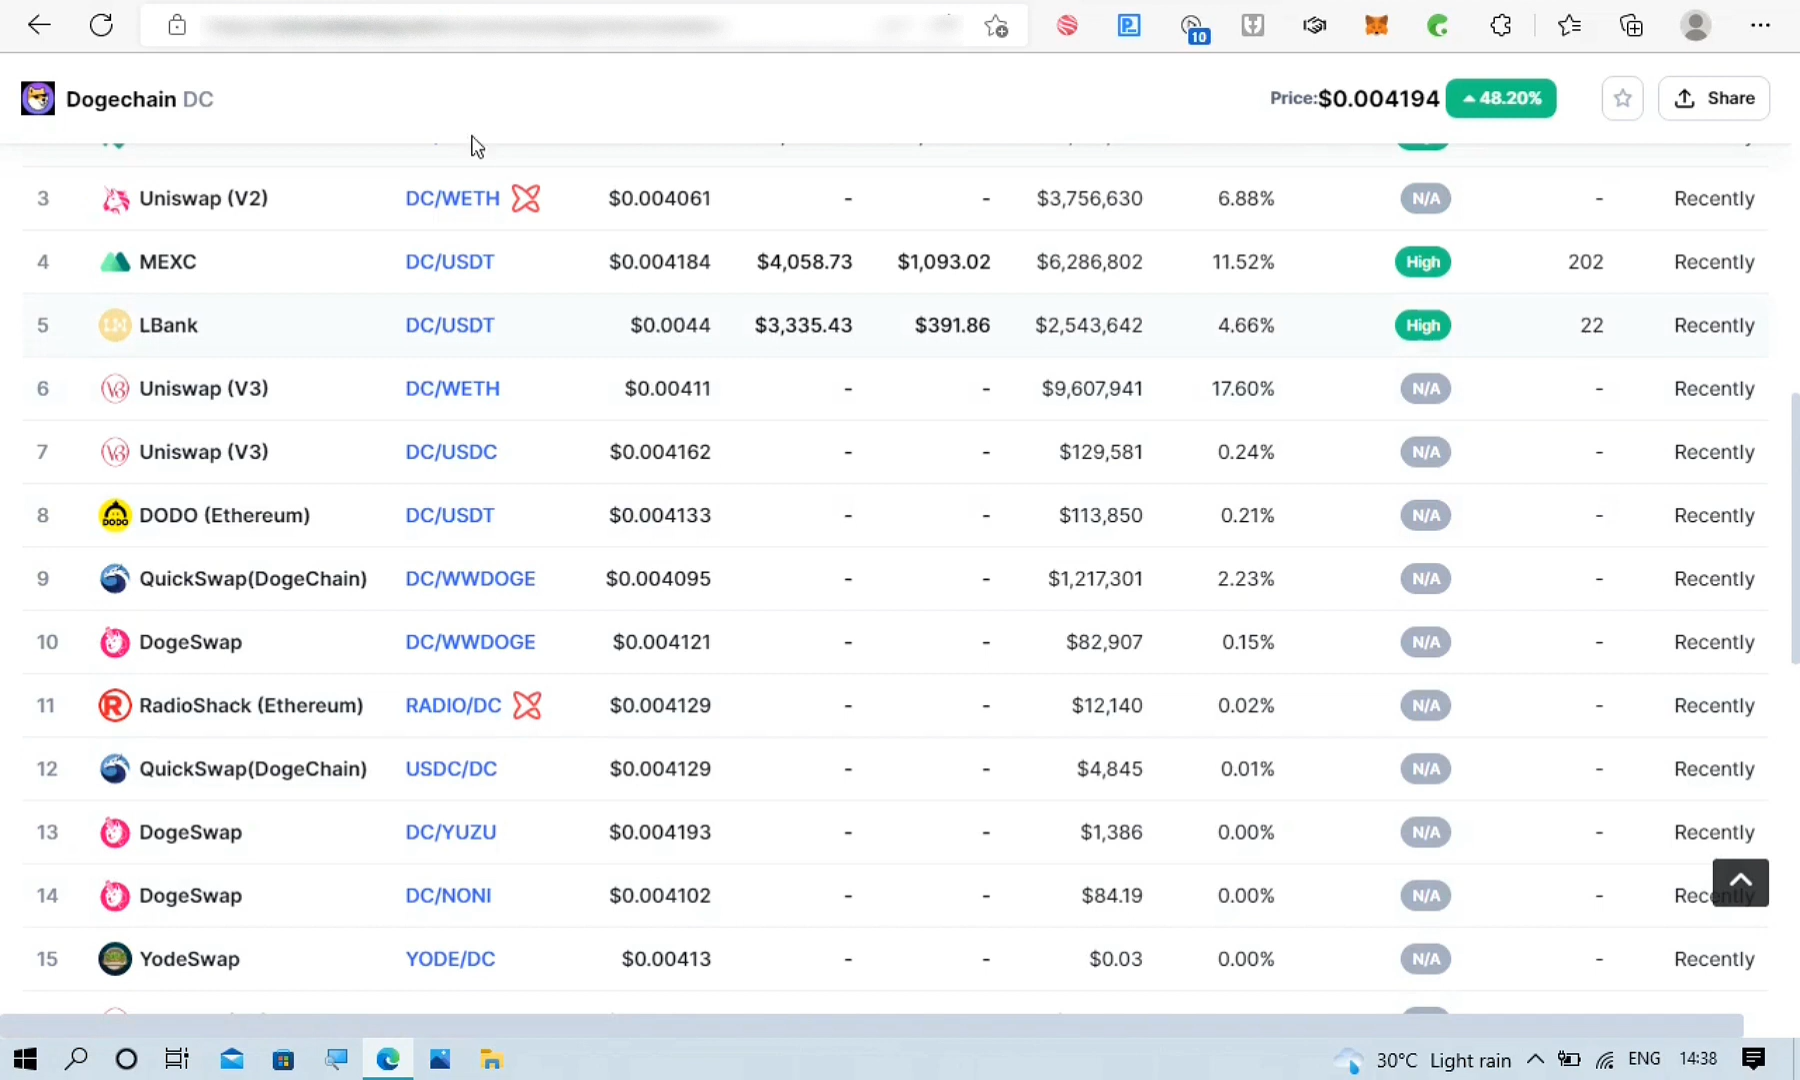 10
Dogechain DC
Price:$0.004194 48.20% Share
3 Uniswap (V2) DC/WETH $0.004061 - - $3,756,630 6.88% N/A - Recently
4 MEXC DC/USDT $0.004184 $4,058.73 $1,093.02 $6,286,802 11.52% High 202 Recently
5 LBank DC/USDT $0.0044 $3,335.43 $391.86 $2,543,642 4.66% High 22 Recently
6 Uniswap (V3) DC/WETH $0.00411 - - $9,607,941 17.60% N/A - Recently
7 Uniswap (V3) DC/USDC $0.004162 - - $129,581 0.24% N/A - Recently
8 DODO (Ethereum) DC/USDT $0.004133 - - $113,850 0.21% N/A - Recently
9 QuickSwap(DogeChain) DC/WWDOGE $0.004095 - - $1,217,301 2.23% N/A - Recently
10 DogeSwap DC/WWDOGE $0.004121 - - $82,907 0.15% N/A - Recently
11 RadioShack (Ethereum) RADIO/DC $0.004129 - - $12,140 0.02% N/A - Recently
12 QuickSwap(DogeChain) USDC/DC $0.004129 - - $4,845 0.01% N/A - Recently
13 DogeSwap DC/YUZU $0.004193 - - $1,386 0.00% N/A - Recently
14 DogeSwap DC/NONI $0.004102 - - $84.19 0.00% N/A - Recently
15 YodeSwap YODE/DC $0.00413 - - $0.03 0.00% N/A - Recently
30°C Light rain ENG 14:38